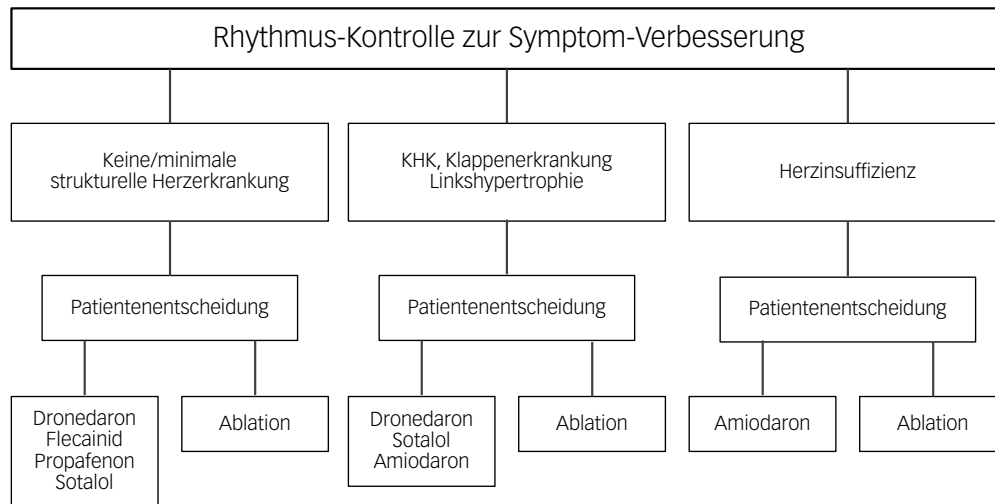 Rhythmus-Kontrolle zur Symptom-Verbesserung
Keine/minimale
strukturelle Herzerkrankung
KHK, Klappenerkrankung
Linkshypertrophie
Herzinsuffizienz
Patientenentscheidung
Patientenentscheidung
Patientenentscheidung
Dronedaron
Flecainid
Propafenon
Sotalol
Ablation
Dronedaron
Sotalol
Amiodaron
Ablation
Amiodaron
Ablation